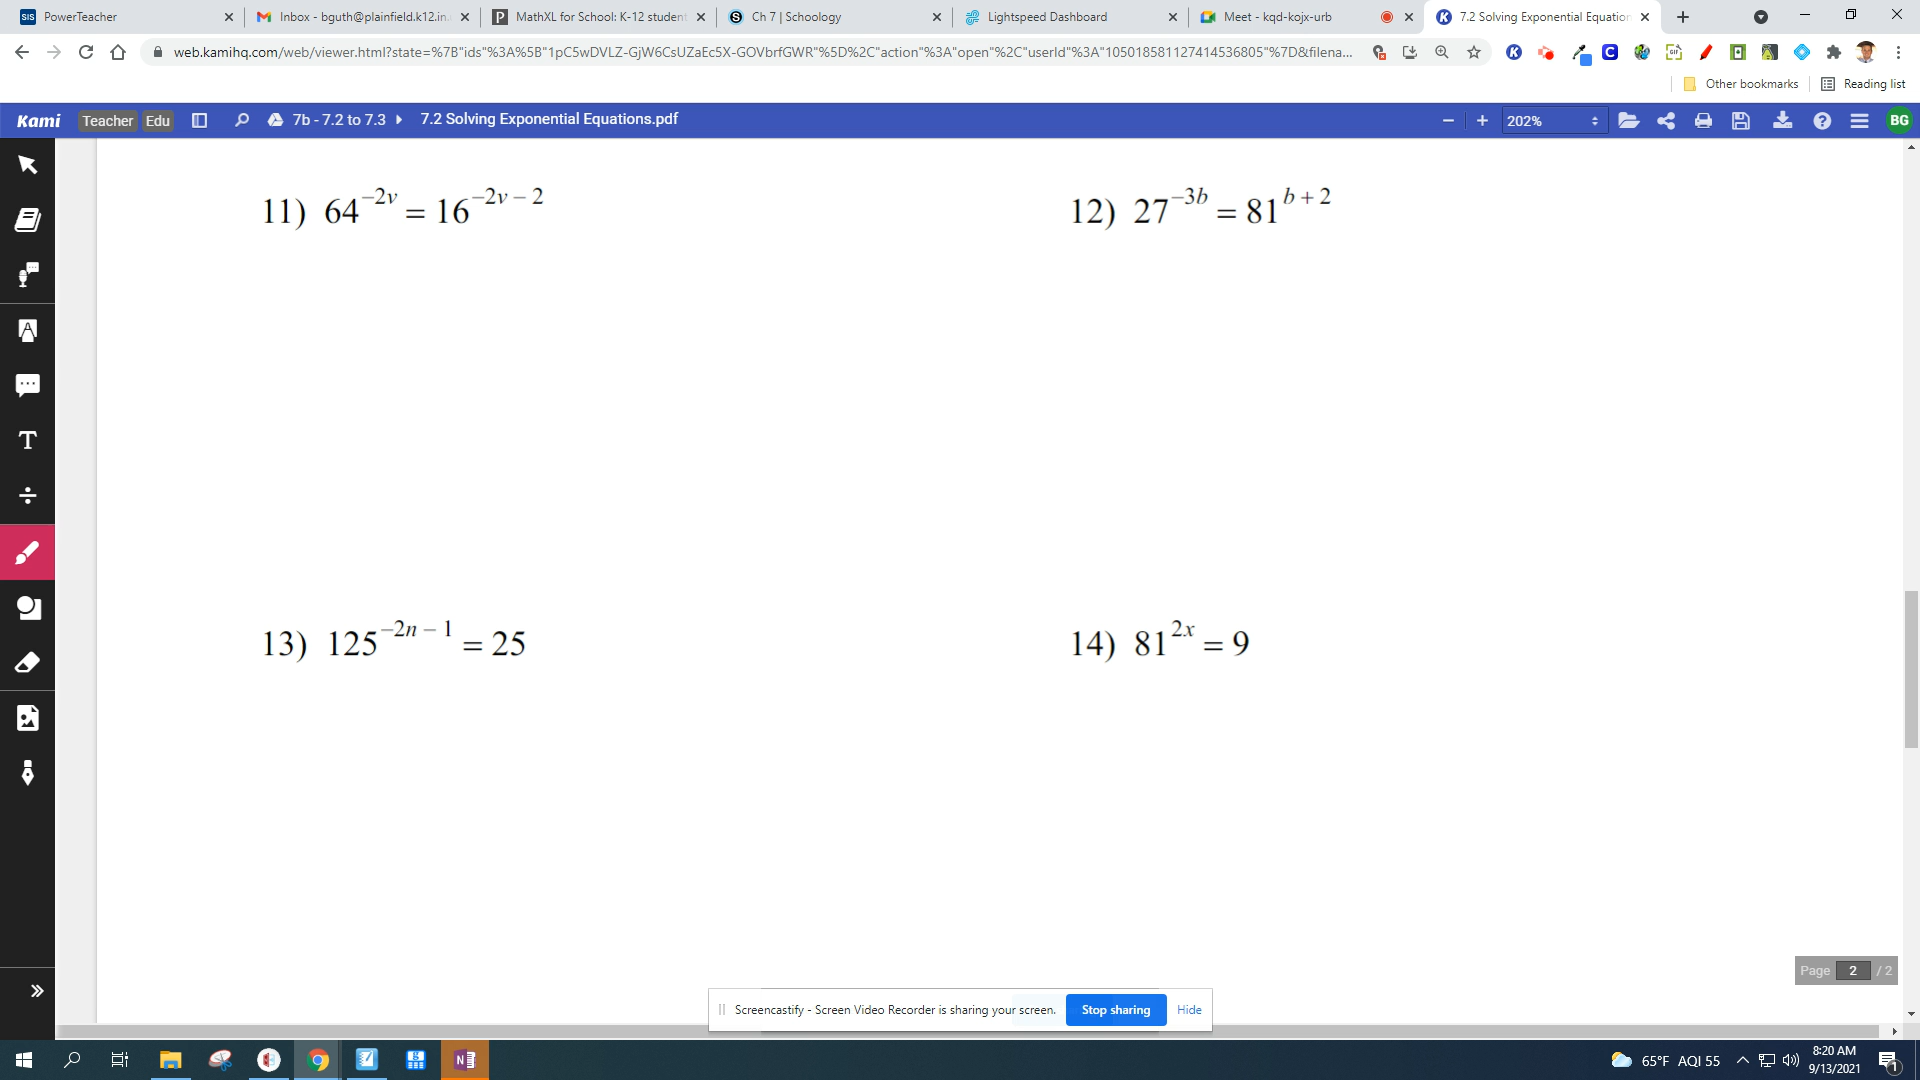 SIS PowerTeacher
Inbox - bguth@plainfield.k12.in.
MathXL for School: K-12 student
Ch 7 | Schoology
Lightspeed Dashboard
Meet - kqd-kojx-urb
7.2 Solving Exponential Equation
web.kamihq.com/web/viewer.html?state=%7B"ids"%3A%5B"1pC5wDVLZ-GjW6CsUZaEc5X-GOVbrfGWR"%5D%2C"action"%3A"open"%2C"userId"%3A"105018581127414536805"%7D&filena...
Other bookmarks
Reading list
Kami Teacher Edu
7b - 7.2 to 7.3
7.2 Solving Exponential Equations.pdf
202%
BG
11) 64^{-2v} = 16^{-2v - 2}
12) 27^{-3b} = 81^{b + 2}
13) 125^{-2n - 1} = 25
14) 81^{2x} = 9
Page 2 / 2
Screencastify - Screen Video Recorder is sharing your screen.
Stop sharing
Hide
65°F AQI 55
8:20 AM
9/13/2021
1